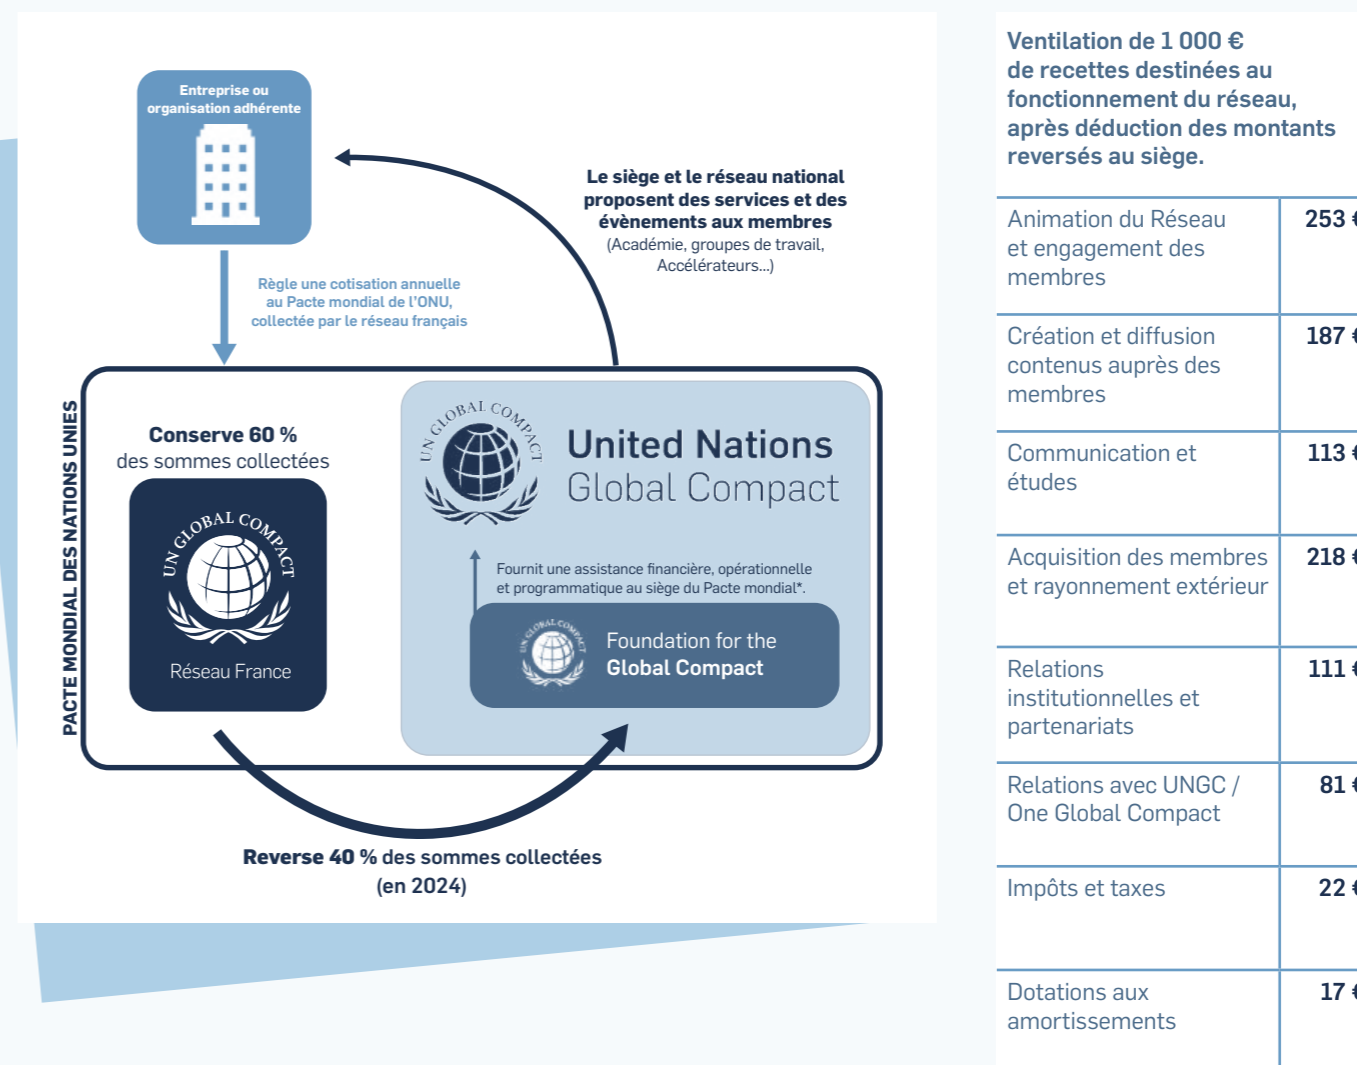 Entreprise ou
organisation adhérente
Règle une cotisation annuelle
au Pacte mondial de l'ONU,
collectée par le réseau français
Le siège et le réseau national
proposent des services et des
évènements aux membres
(Académie, groupes de travail,
Accélérateurs...)
PACTE MONDIAL DES NATIONS UNIES
Conserve 60 %
des sommes collectées
UN GLOBAL COMPACT
Réseau France
UN GLOBAL COMPACT
United Nations
Global Compact
Fournit une assistance financière, opérationnelle
et programmatique au siège du Pacte mondial*.
UN GLOBAL COMPACT
Foundation for the
Global Compact
Reverse 40 % des sommes collectées
(en 2024)
Ventilation de 1 000 €
de recettes destinées au
fonctionnement du réseau,
après déduction des montants
reversés au siège.
Animation du Réseau
et engagement des
membres
253 €
Création et diffusion
contenus auprès des
membres
187 €
Communication et
études
113 €
Acquisition des membres
et rayonnement extérieur
218 €
Relations
institutionnelles et
partenariats
111 €
Relations avec UNGC /
One Global Compact
81 €
Impôts et taxes
22 €
Dotations aux
amortissements
17 €